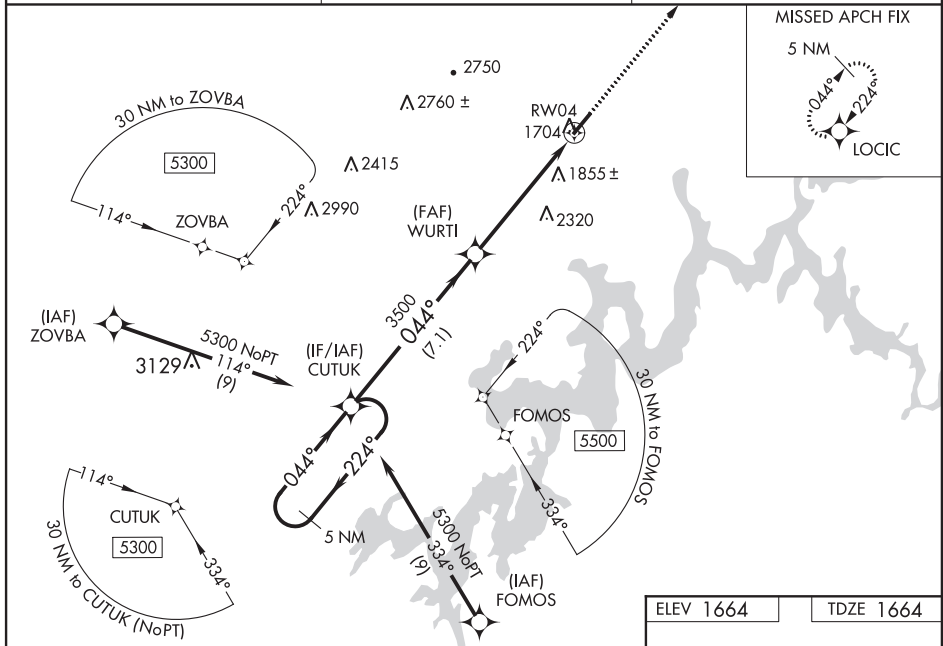 MISSED APCH FIX
5 NM
044°
224°
LOCIC
2750
2760 ±
RW04
1704
30 NM to ZOVBA
5300
2415
1855 ±
114°
ZOVBA
224°
2990
(FAF)
WURTI
2320
(IAF)
ZOVBA
5300 NoPT
114°
(9)
3129
(IF/IAF)
CUTUK
3500
044°
(7.1)
224°
30 NM to FOMOS
FOMOS
5500
334°
044°
224°
5 NM
114°
CUTUK
5300
334°
30 NM to CUTUK (NoPT)
5300 NoPT
334°
(9)
(IAF)
FOMOS
ELEV 1664
TDZE 1664